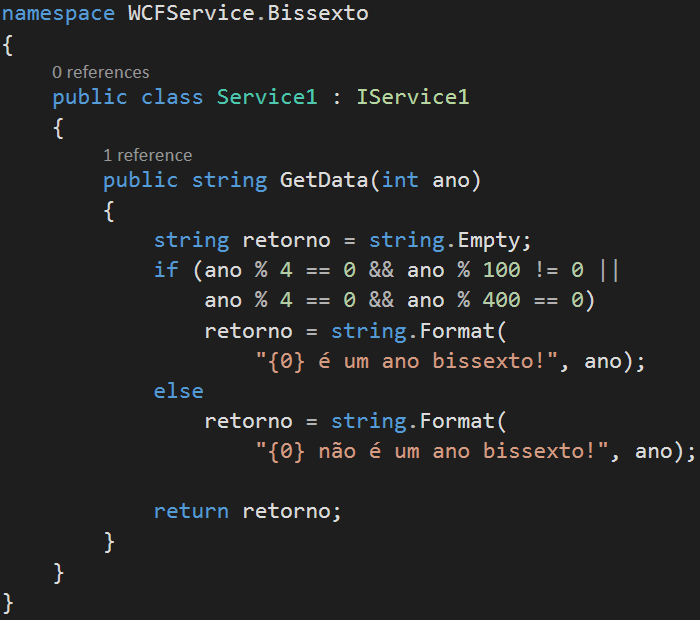 namespace WCFService.Bissexto
{
0 references
public class Service1 : IService1
{
1 reference
public string GetData(int ano)
{
string retorno = string.Empty;
if (ano % 4 == 0 && ano % 100 != 0 ||
ano % 4 == 0 && ano % 400 == 0)
retorno = string.Format(
"{0} é um ano bissexto!", ano);
else
retorno = string.Format(
"{0} não é um ano bissexto!", ano);
return retorno;
}
}
}